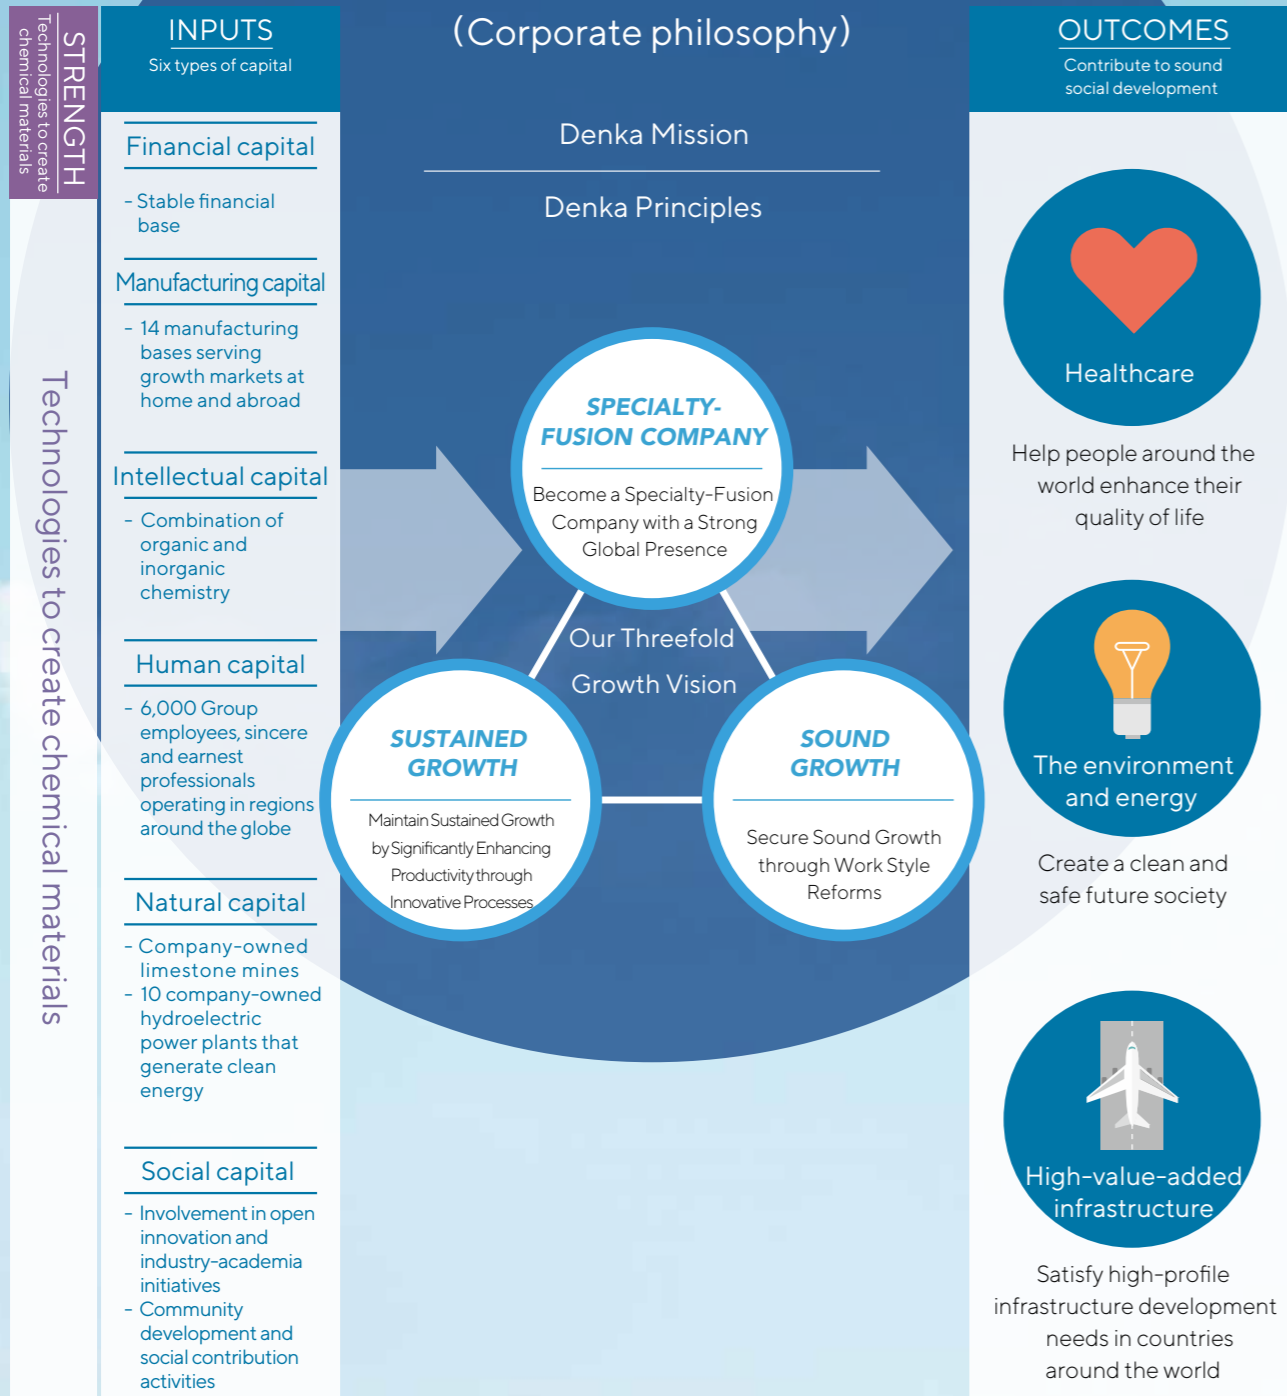 STRENGTH
Technologies to create
chemical materials
Technologies to create chemical materials
INPUTS
Six types of capital
Financial capital
- Stable financial
base
Manufacturing capital
- 14 manufacturing
bases serving
growth markets at
home and abroad
Intellectual capital
- Combination of
organic and
inorganic
chemistry
Human capital
- 6,000 Group
employees, sincere
and earnest
professionals
operating in regions
around the globe
Natural capital
- Company-owned
limestone mines
- 10 company-owned
hydroelectric
power plants that
generate clean
energy
Social capital
- Involvement in open
innovation and
industry-academia
initiatives
- Community
development and
social contribution
activities
(Corporate philosophy)
Denka Mission
Denka Principles
SPECIALTY-
FUSION COMPANY
Become a Specialty-Fusion
Company with a Strong
Global Presence
Our Threefold
Growth Vision
SUSTAINED
GROWTH
Maintain Sustained Growth
by Significantly Enhancing
Productivity through
Innovative Processes
SOUND
GROWTH
Secure Sound Growth
through Work Style
Reforms
OUTCOMES
Contribute to sound
social development
Healthcare
Help people around the
world enhance their
quality of life
The environment
and energy
Create a clean and
safe future society
High-value-added
infrastructure
Satisfy high-profile
infrastructure development
needs in countries
around the world